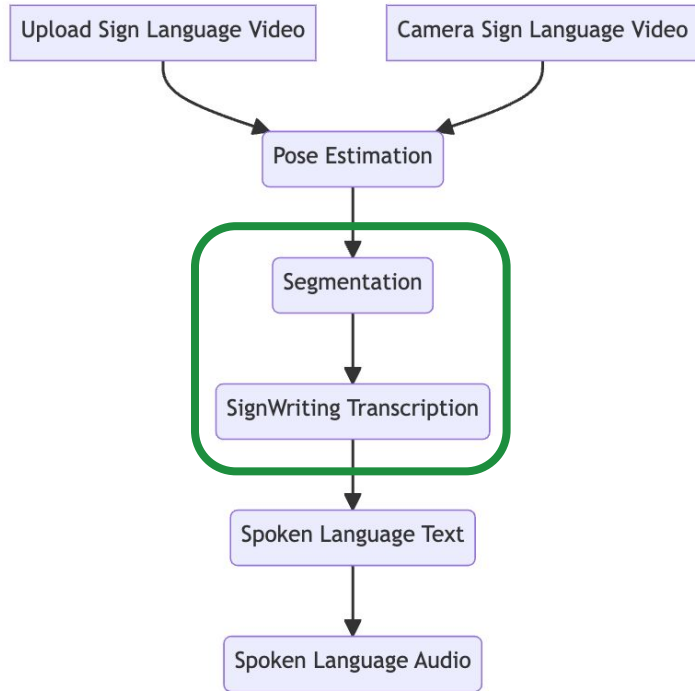 Upload Sign Language Video
Camera Sign Language Video
Pose Estimation
Segmentation
SignWriting Transcription
Spoken Language Text
Spoken Language Audio